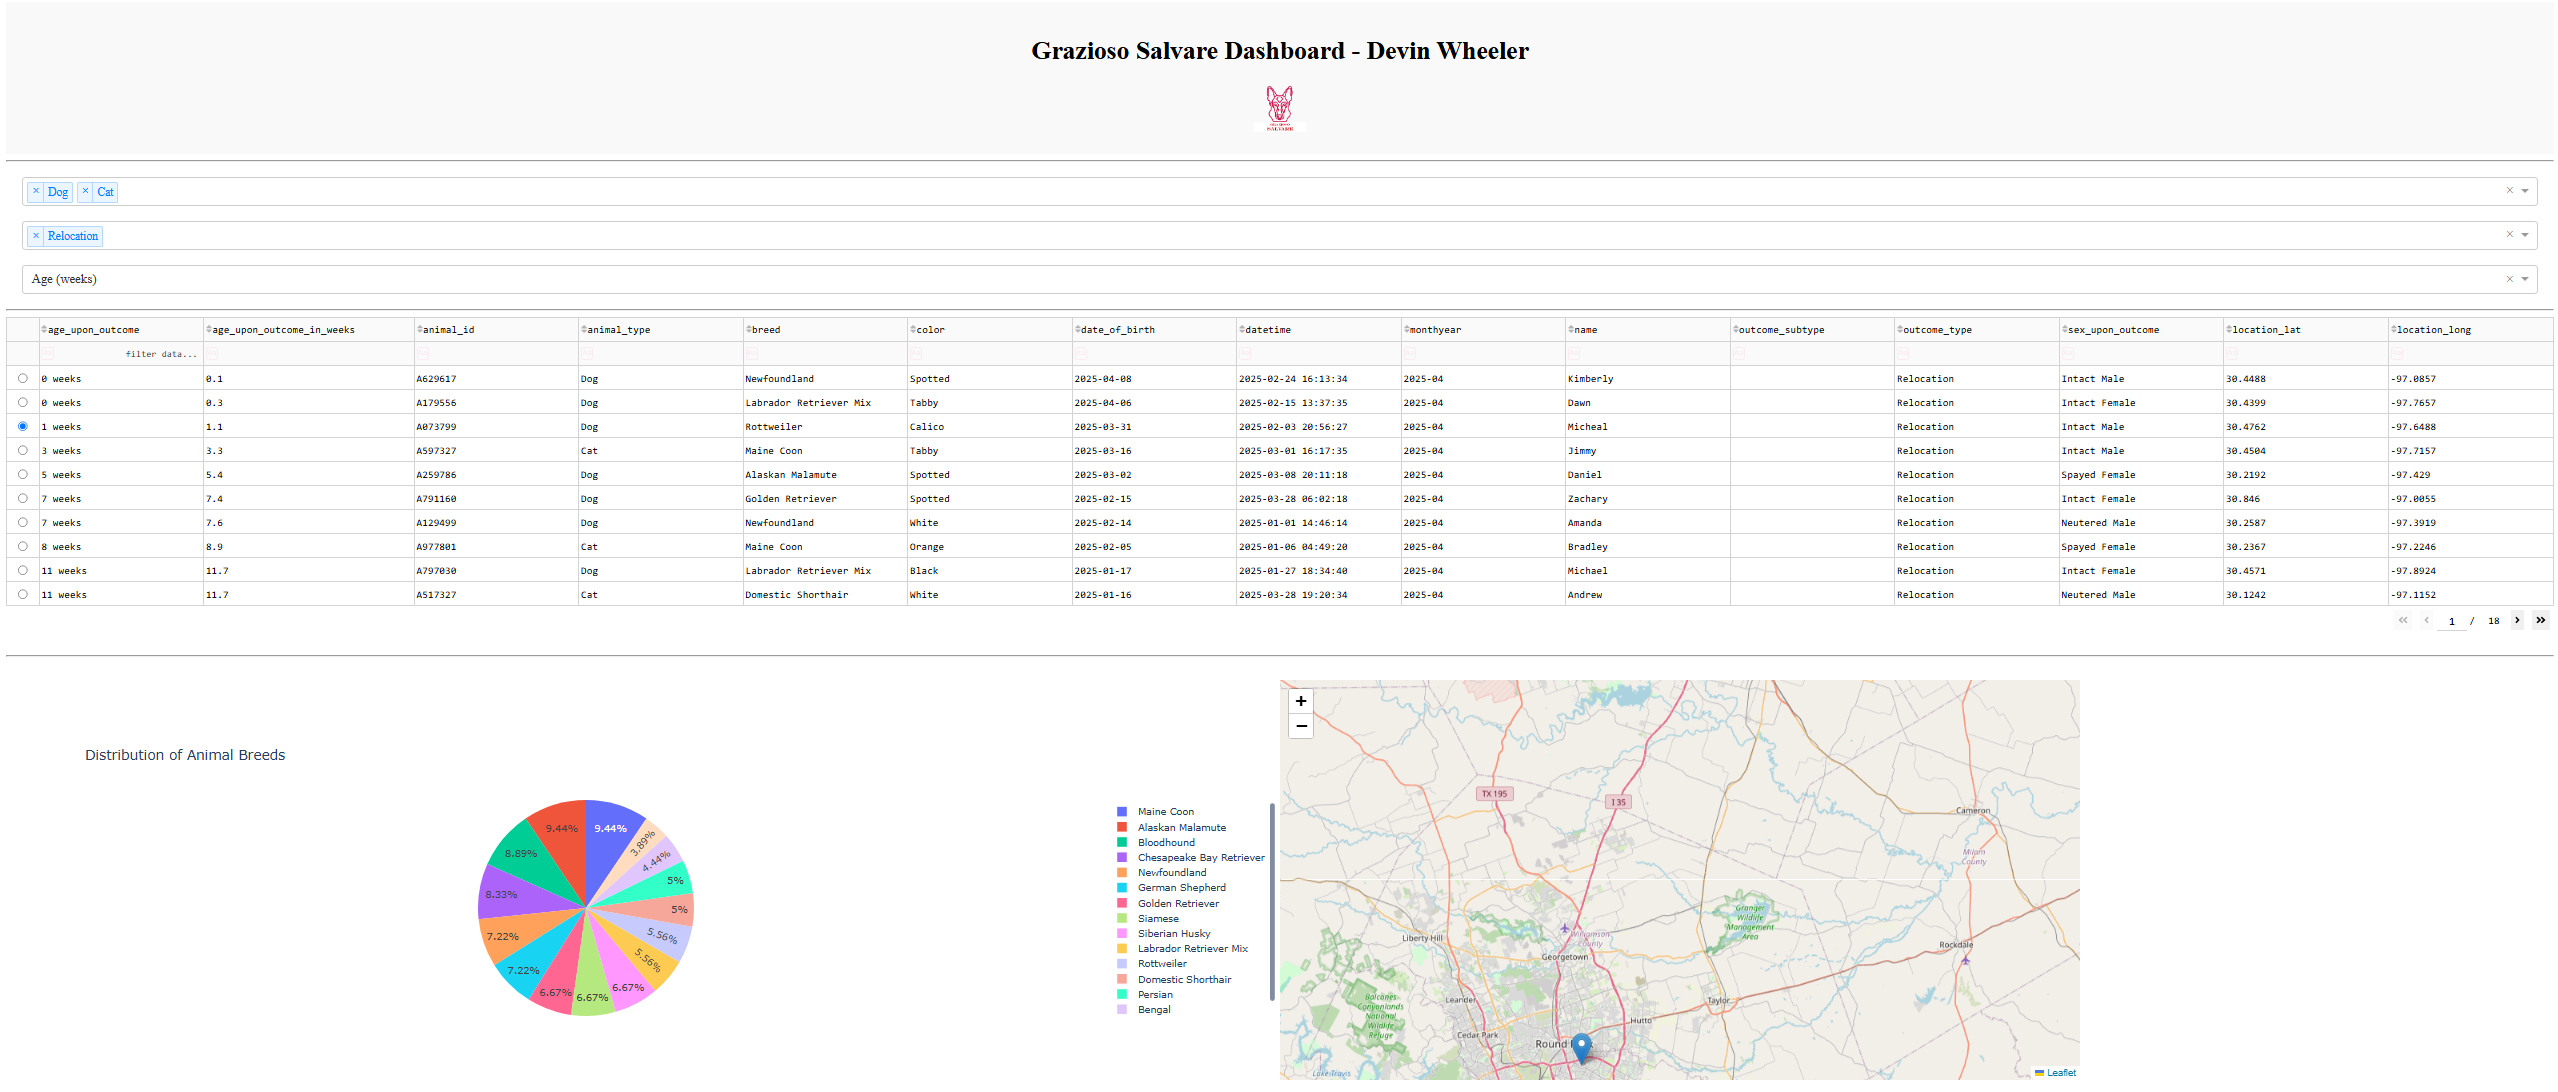 Grazioso Salvare Dashboard - Devin Wheeler
SALVARE
× Dog × Cat
× Relocation
Age (weeks)
age_upon_outcome age_upon_outcome_in_weeks animal_id animal_type breed color date_of_birth datetime monthyear name outcome_subtype outcome_type sex_upon_outcome location_lat location_long
filter data...
0 weeks 0.1 A629617 Dog Newfoundland Spotted 2025-04-08 2025-02-24 16:13:34 2025-04 Kimberly Relocation Intact Male 30.4488 -97.0857
0 weeks 0.3 A179556 Dog Labrador Retriever Mix Tabby 2025-04-06 2025-02-15 13:37:35 2025-04 Dawn Relocation Intact Female 30.4399 -97.7657
1 weeks 1.1 A073799 Dog Rottweiler Calico 2025-03-31 2025-02-03 20:56:27 2025-04 Micheal Relocation Intact Male 30.4762 -97.6488
3 weeks 3.3 A597327 Cat Maine Coon Tabby 2025-03-16 2025-03-01 16:17:35 2025-04 Jimmy Relocation Intact Male 30.4504 -97.7157
5 weeks 5.4 A259786 Dog Alaskan Malamute Spotted 2025-03-02 2025-03-08 20:11:18 2025-04 Daniel Relocation Spayed Female 30.2192 -97.429
7 weeks 7.4 A791160 Dog Golden Retriever Spotted 2025-02-15 2025-03-28 06:02:18 2025-04 Zachary Relocation Intact Female 30.846 -97.0055
7 weeks 7.6 A129499 Dog Newfoundland White 2025-02-14 2025-01-01 14:46:14 2025-04 Amanda Relocation Neutered Male 30.2587 -97.3919
8 weeks 8.9 A977801 Cat Maine Coon Orange 2025-02-05 2025-01-06 04:49:20 2025-04 Bradley Relocation Spayed Female 30.2367 -97.2246
11 weeks 11.7 A797030 Dog Labrador Retriever Mix Black 2025-01-17 2025-01-27 18:34:40 2025-04 Michael Relocation Intact Female 30.4571 -97.8924
11 weeks 11.7 A517327 Cat Domestic Shorthair White 2025-01-16 2025-03-28 19:20:34 2025-04 Andrew Relocation Neutered Male 30.1242 -97.1152
1 / 18
Distribution of Animal Breeds
9.44%
9.44%
8.89%
8.33%
7.22%
7.22%
6.67%
6.67%
6.67%
5.56%
5.56%
5%
5%
4.44%
3.89%
Maine Coon
Alaskan Malamute
Bloodhound
Chesapeake Bay Retriever
Newfoundland
German Shepherd
Golden Retriever
Siamese
Siberian Husky
Labrador Retriever Mix
Rottweiler
Domestic Shorthair
Persian
Bengal
+
−
TX 195
I 35
Cameron
Milam
County
Granger
Wildlife
Management
Area
Liberty Hill
Williamson
County
Georgetown
Rockdale
Balcones
Canyonlands
National
Wildlife
Refuge
Leander
Taylor
Hutto
Cedar Park
Round
Lake Travis
Leaflet